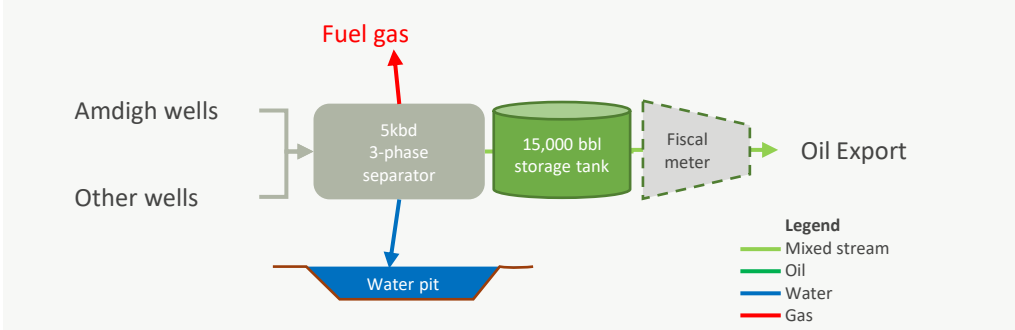 Fuel gas
Amdigh wells
Other wells
5kbd
3-phase
separator
15,000 bbl
storage tank
Fiscal
meter
Oil Export
Water pit
Legend
Mixed stream
Oil
Water
Gas